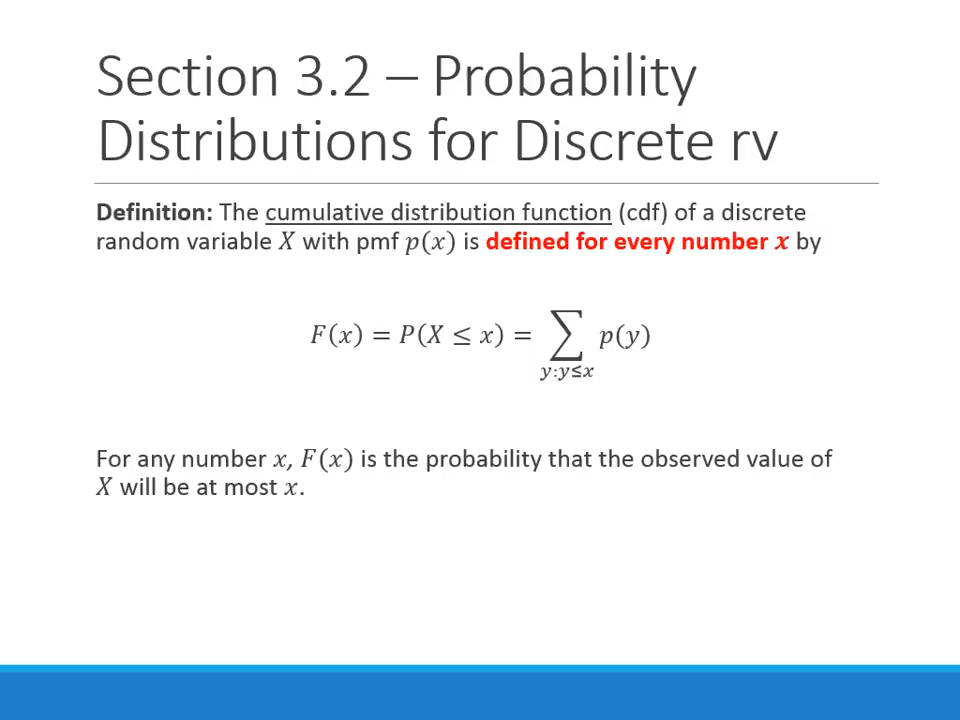 Section 3.2 – Probability
Distributions for Discrete rv
Definition: The cumulative distribution function (cdf) of a discrete
random variable X with pmf p(x) is defined for every number x by
F(x) = P(X ≤ x) = ∑ p(y)
y:y≤x
For any number x, F(x) is the probability that the observed value of
X will be at most x.